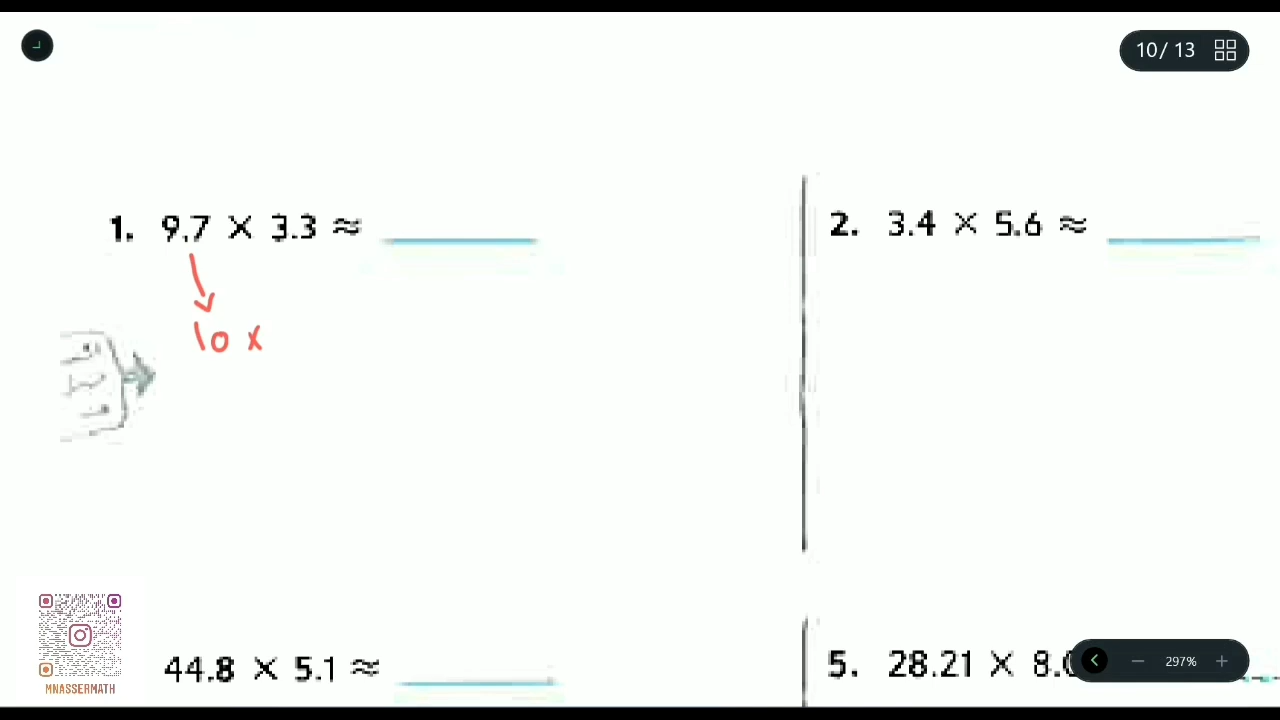 10/ 13
1. 9.7 × 3.3 ≈
2. 3.4 × 5.6 ≈
10 x
44.8 × 5.1 ≈
5. 28.21 × 8.
297%
MNASSERMATH